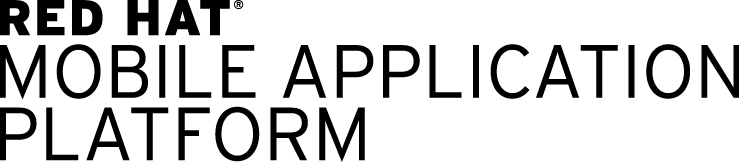 RED HAT®
MOBILE APPLICATION
PLATFORM